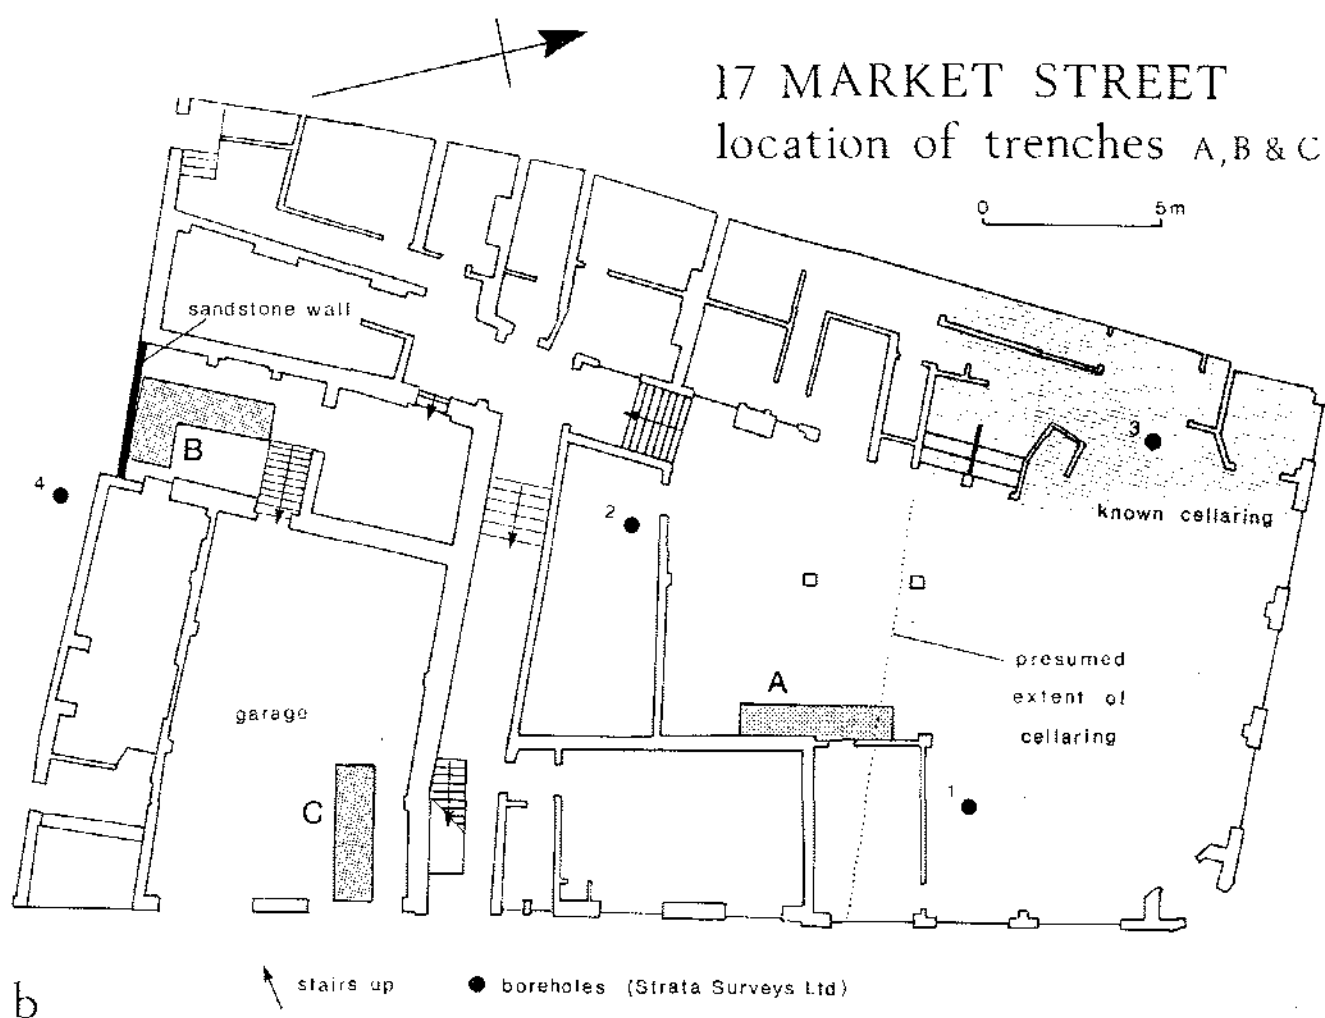 17 MARKET STREET
location of trenches A, B & C
0 5m
sandstone wall
B
4
3
2
known cellaring
presumed
extent of
cellaring
A
garage
C
1
stairs up
boreholes (Strata Surveys Ltd)
b